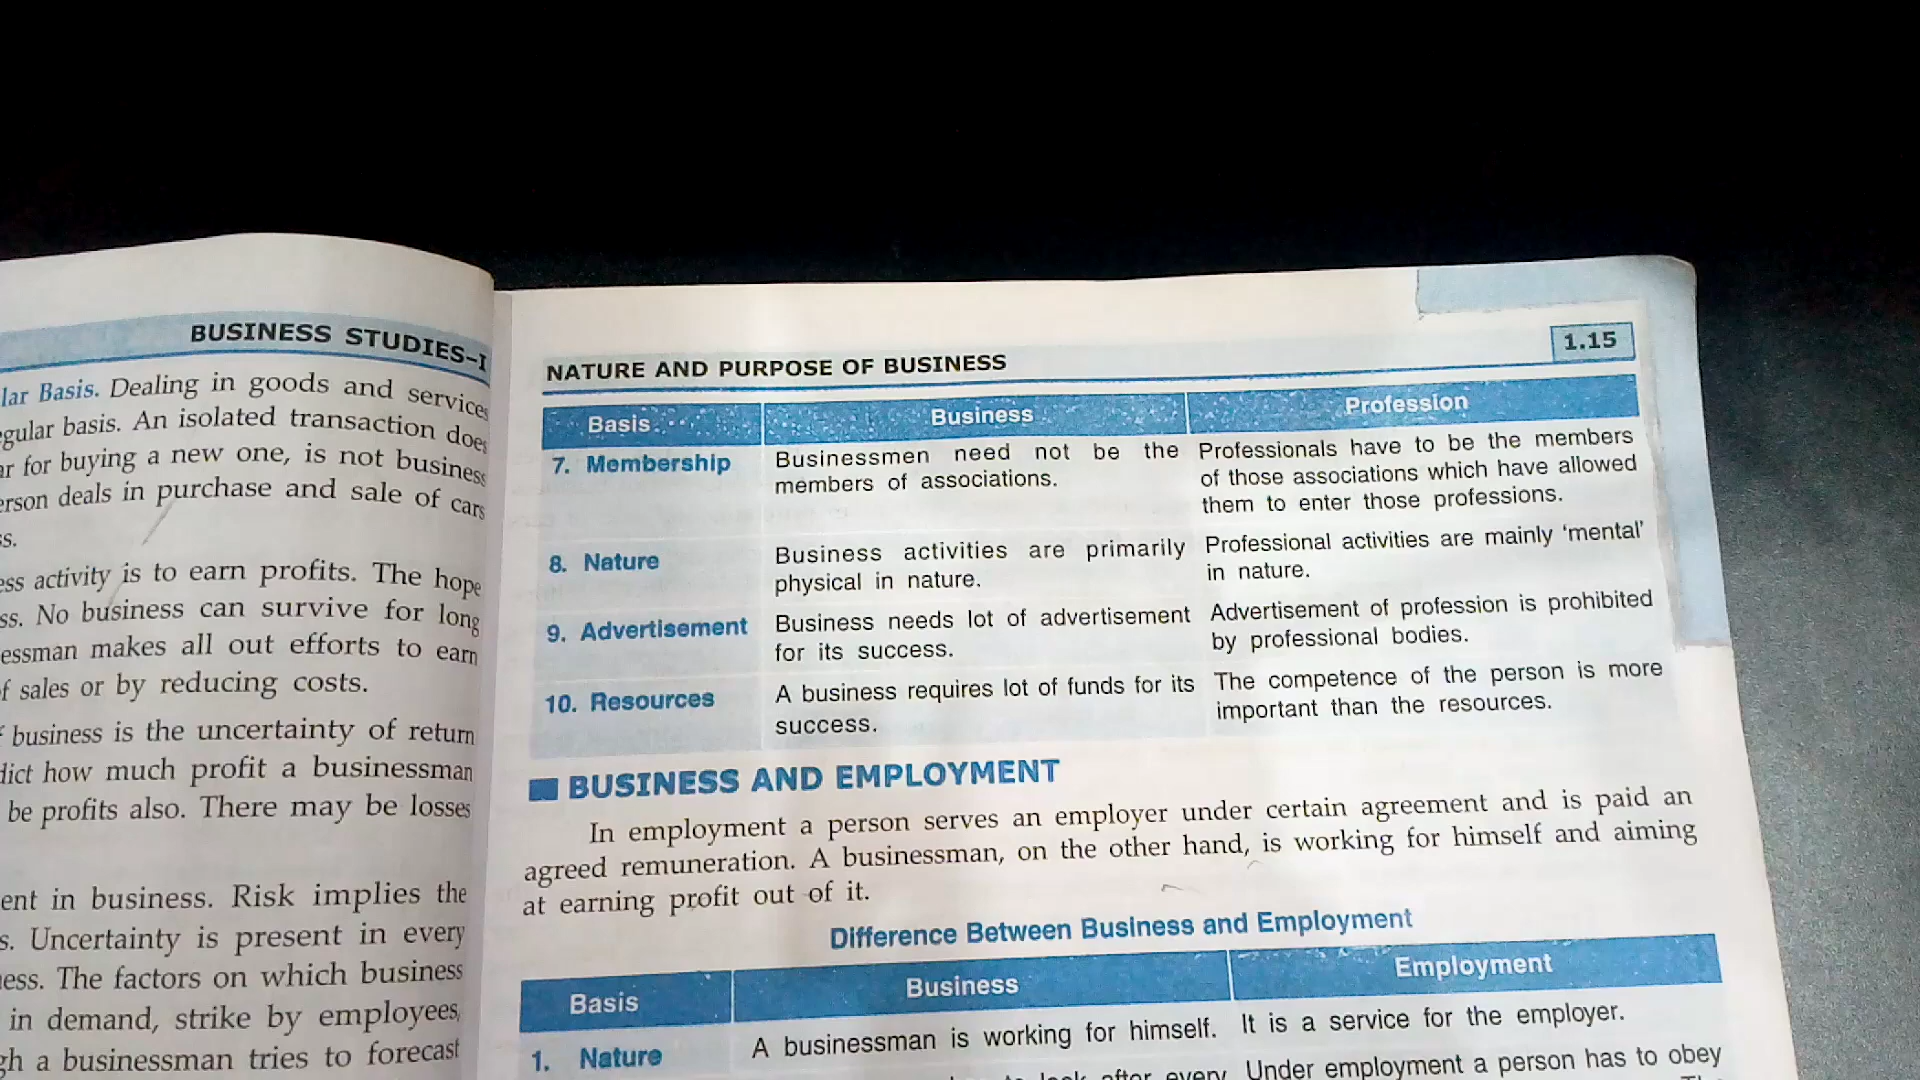 BUSINESS STUDIES–I
lar Basis. Dealing in goods and services
gular basis. An isolated transaction does
for buying a new one, is not business
erson deals in purchase and sale of cars
s.
ess activity is to earn profits. The hope
ss. No business can survive for long
essman makes all out efforts to earn
f sales or by reducing costs.
business is the uncertainty of return
dict how much profit a businessman
be profits also. There may be losses
ent in business. Risk implies the
s. Uncertainty is present in every
ness. The factors on which business
in demand, strike by employees,
gh a businessman tries to forecast
NATURE AND PURPOSE OF BUSINESS
1.15
Basis Business Profession
7. Membership Businessmen need not be the members of associations. Professionals have to be the members
of those associations which have allowed
them to enter those professions.
8. Nature Business activities are primarily physical in nature. Professional activities are mainly ‘mental’
in nature.
9. Advertisement Business needs lot of advertisement for its success. Advertisement of profession is prohibited
by professional bodies.
10. Resources A business requires lot of funds for its success. The competence of the person is more
important than the resources.
BUSINESS AND EMPLOYMENT
In employment a person serves an employer under certain agreement and is paid an
agreed remuneration. A businessman, on the other hand, is working for himself and aiming
at earning profit out of it.
Difference Between Business and Employment
Basis Business Employment
1. Nature A businessman is working for himself. It is a service for the employer.
look after every Under employment a person has to obey